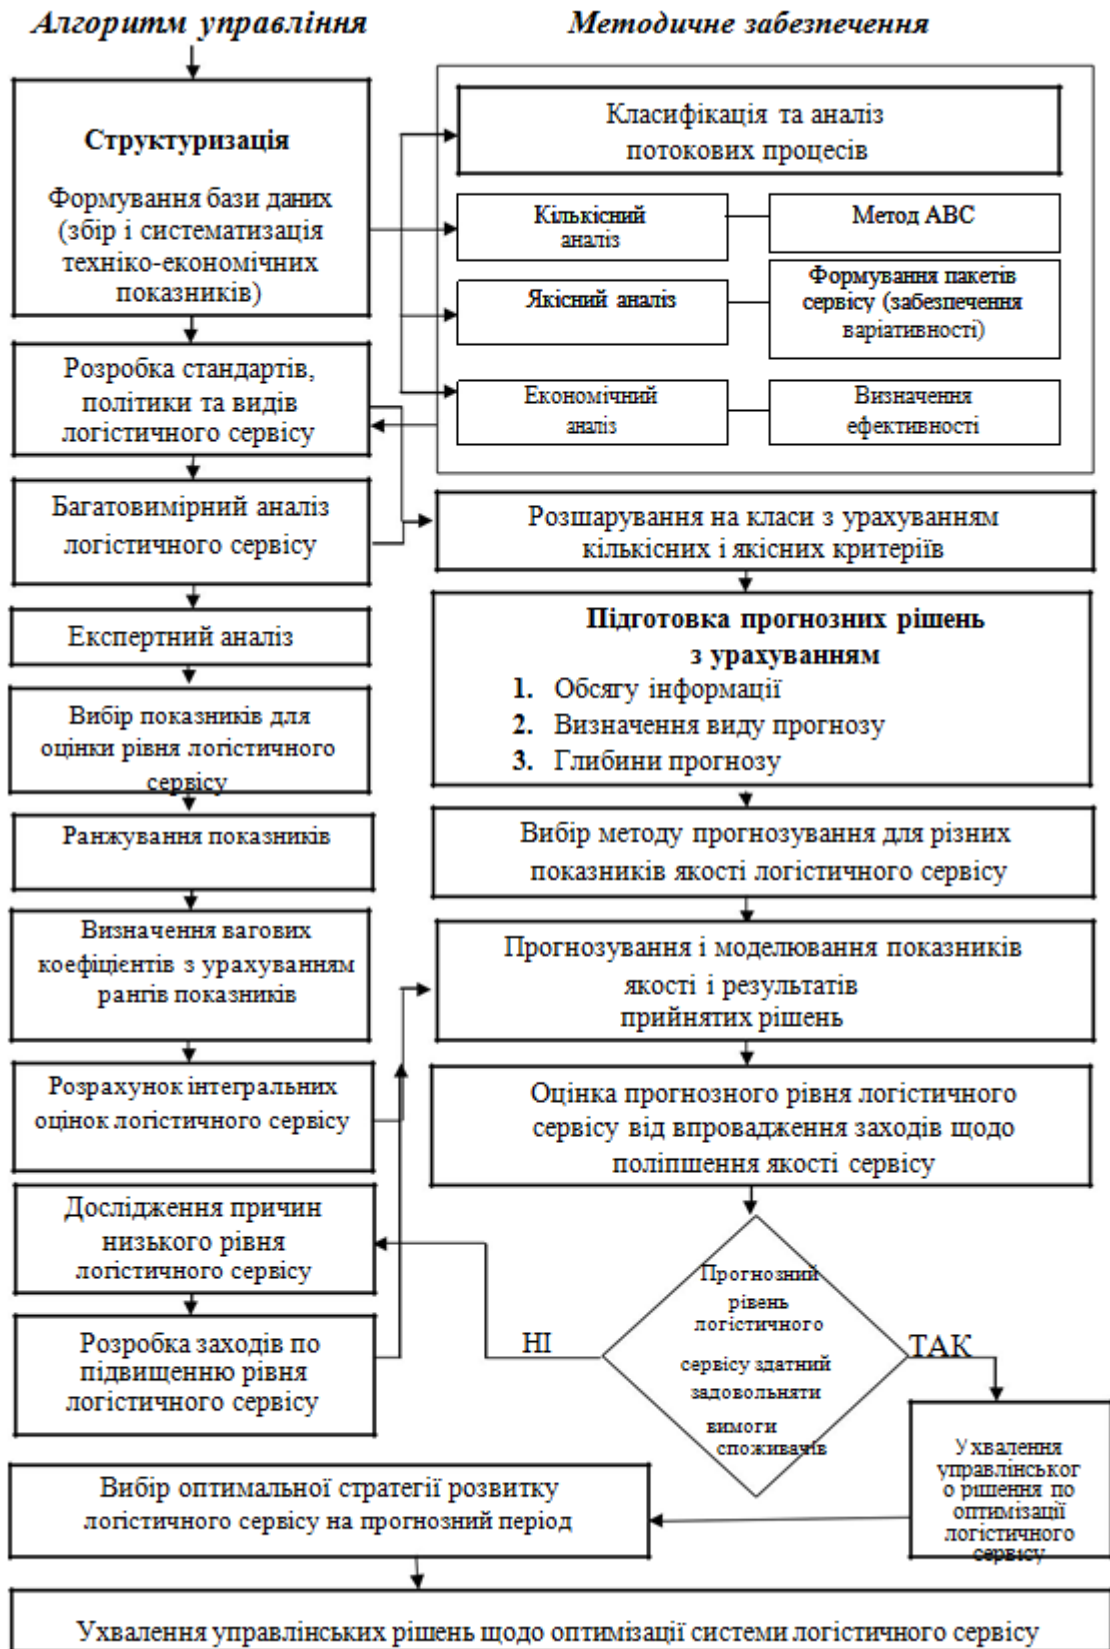 Алгоритм управління
Методичне забезпечення
Структуризація
Формування бази даних
(збір і систематизація
техніко-економічних
показників)
Розробка стандартів,
політики та видів
логістичного сервісу
Багатовимірний аналіз
логістичного сервісу
Експертний аналіз
Вибір показників для
оцінки рівня логістичного
сервісу
Ранжування показників
Визначення вагових
коефіцієнтів з урахуванням
рангів показників
Розрахунок інтегральних
оцінок логістичного сервісу
Дослідження причин
низького рівня
логістичного сервісу
Розробка заходів по
підвищенню рівня
логістичного сервісу
Класифікація та аналіз
потокових процесів
Кількісний
аналіз
Метод АВС
Якісний аналіз
Формування пакетів
сервісу (забезпечення
варіативності)
Економічний
аналіз
Визначення
ефективності
Розшарування на класи з урахуванням
кількісних і якісних критеріїв
Підготовка прогнозних рішень
з урахуванням
1. Обсягу інформації
2. Визначення виду прогнозу
3. Глибини прогнозу
Вибір методу прогнозування для різних
показників якості логістичного сервісу
Прогнозування і моделювання показників
якості і результатів
прийнятих рішень
Оцінка прогнозного рівня логістичного
сервісу від впровадження заходів щодо
поліпшення якості сервісу
Прогнозний
рівень
логістичного
сервісу здатний
задовольняти
вимоги
споживачів
НІ
ТАК
Ухвалення
управлінськог
о рішення по
оптимізації
логістичного
сервісу
Вибір оптимальної стратегії розвитку
логістичного сервісу на прогнозний період
Ухвалення управлінських рішень щодо оптимізації системи логістичного сервісу